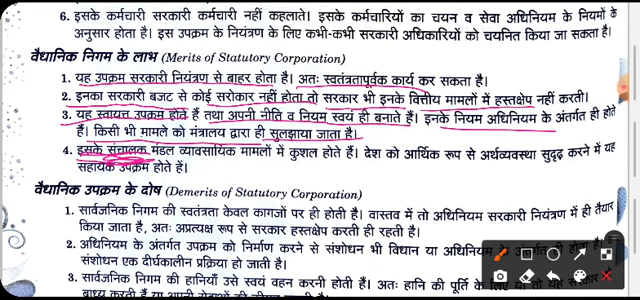 6. इसके कर्मचारी सरकारी कर्मचारी नहीं कहलाते। इसके कर्मचारियों का चयन व सेवा अधिनियम के नियमों के
अनुसार होता है। इस उपक्रम के नियंत्रण के लिए कभी-कभी सरकारी अधिकारियों को चयनित किया जा सकता है।
वैधानिक निगम के लाभ (Merits of Statutory Corporation)
1. यह उपक्रम सरकारी नियंत्रण से बाहर होता है। अतः स्वतंत्रतापूर्वक कार्य कर सकता है।
2. इनका सरकारी बजट से कोई सरोकार नहीं होता तो सरकार भी इनके वित्तीय मामलों में हस्तक्षेप नहीं करती।
3. यह स्वायत्त उपक्रम होते हैं तथा अपनी नीति व नियम स्वयं ही बनाते हैं। इनके नियम अधिनियम के अंतर्गत ही होते
हैं। किसी भी मामले को मंत्रालय द्वारा ही सुलझाया जाता है।
4. इसके संचालक मंडल व्यावसायिक मामलों में कुशल होते हैं। देश को आर्थिक रूप से अर्थव्यवस्था सुदृढ़ करने में यह
सहायक उपक्रम होते हैं।
वैधानिक उपक्रम के दोष (Demerits of Statutory Corporation)
1. सार्वजनिक निगम की स्वतंत्रता केवल कागजों पर ही होती है। वास्तव में तो अधिनियम सरकारी नियंत्रण में ही तैयार
किया जाता है, अतः अप्रत्यक्ष रूप से सरकार हस्तक्षेप करती ही रहती है।
2. अधिनियम के अंतर्गत उपक्रम को निर्माण करने से संशोधन भी विधान या अधिनियम के अंतर्गत ही होता है।
संशोधन एक दीर्घकालीन प्रक्रिया हो जाती है।
3. सार्वजनिक निगम की हानियाँ उसे स्वयं वहन करनी होती हैं। अतः हानि की पूर्ति के लिए